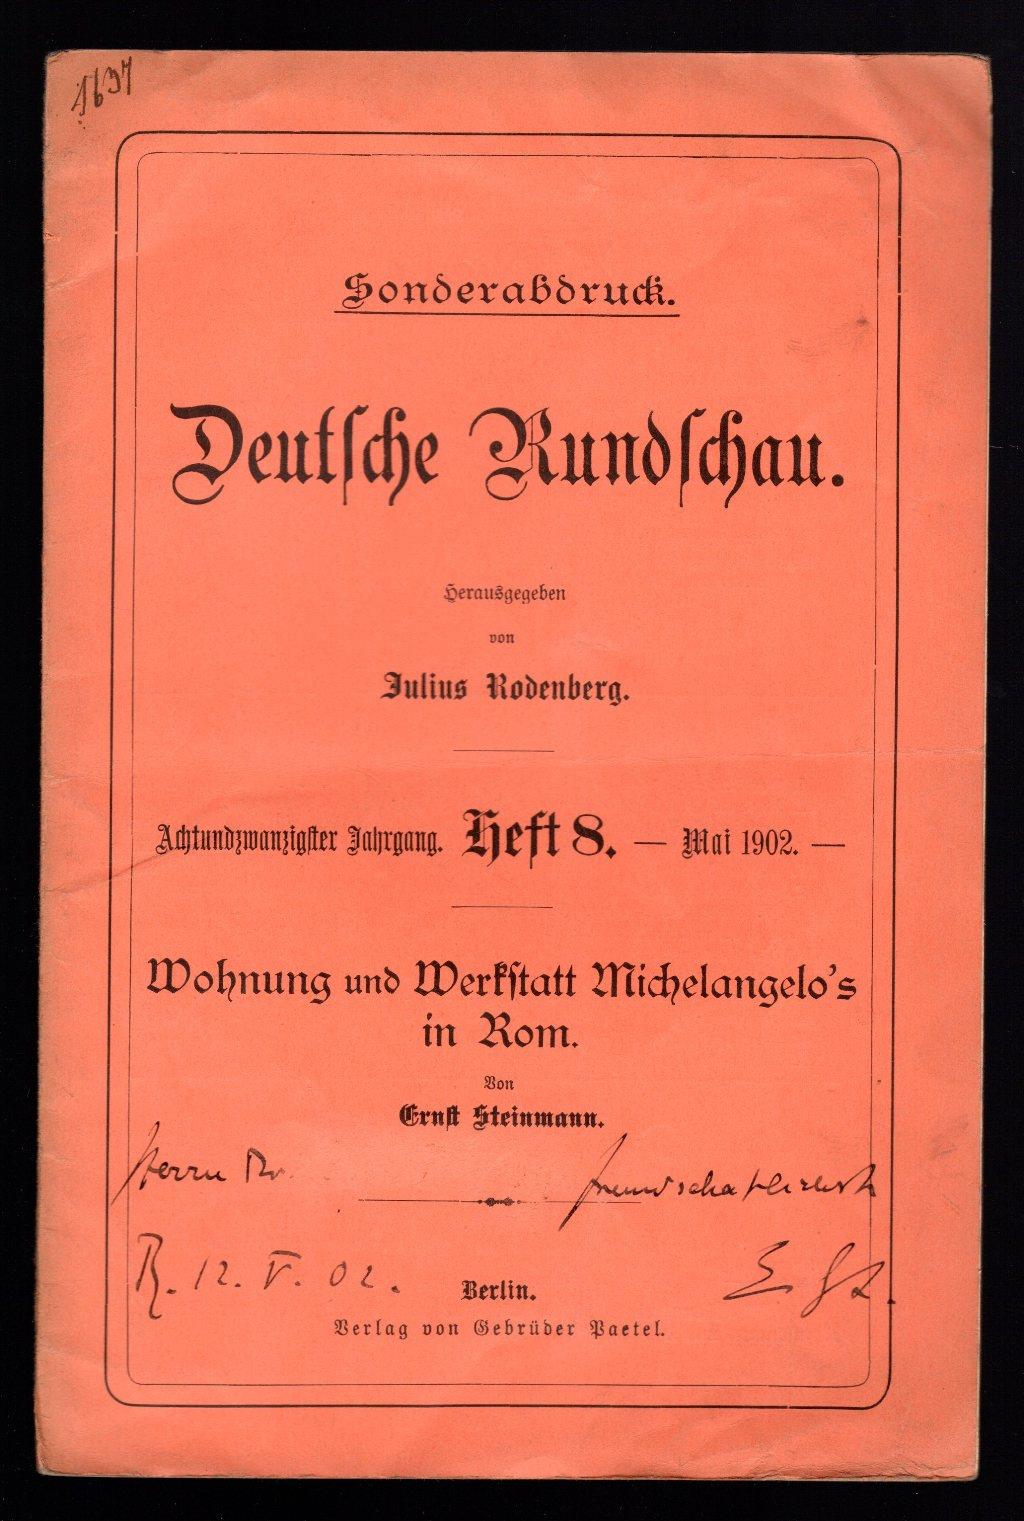 1637
Sonderabdruck.
Deutsche Rundschau.
Herausgegeben
von
Julius Rodenberg.
Achtundzwanzigster Jahrgang. Heft 8. — Mai 1902. —
Wohnung und Werkstatt Michelangelo's
in Rom.
Von
Ernst Steinmann.
Herrn Dr. freundschaftlichst
R. 12. V. 02.
E. St.
Berlin.
Verlag von Gebrüder Paetel.